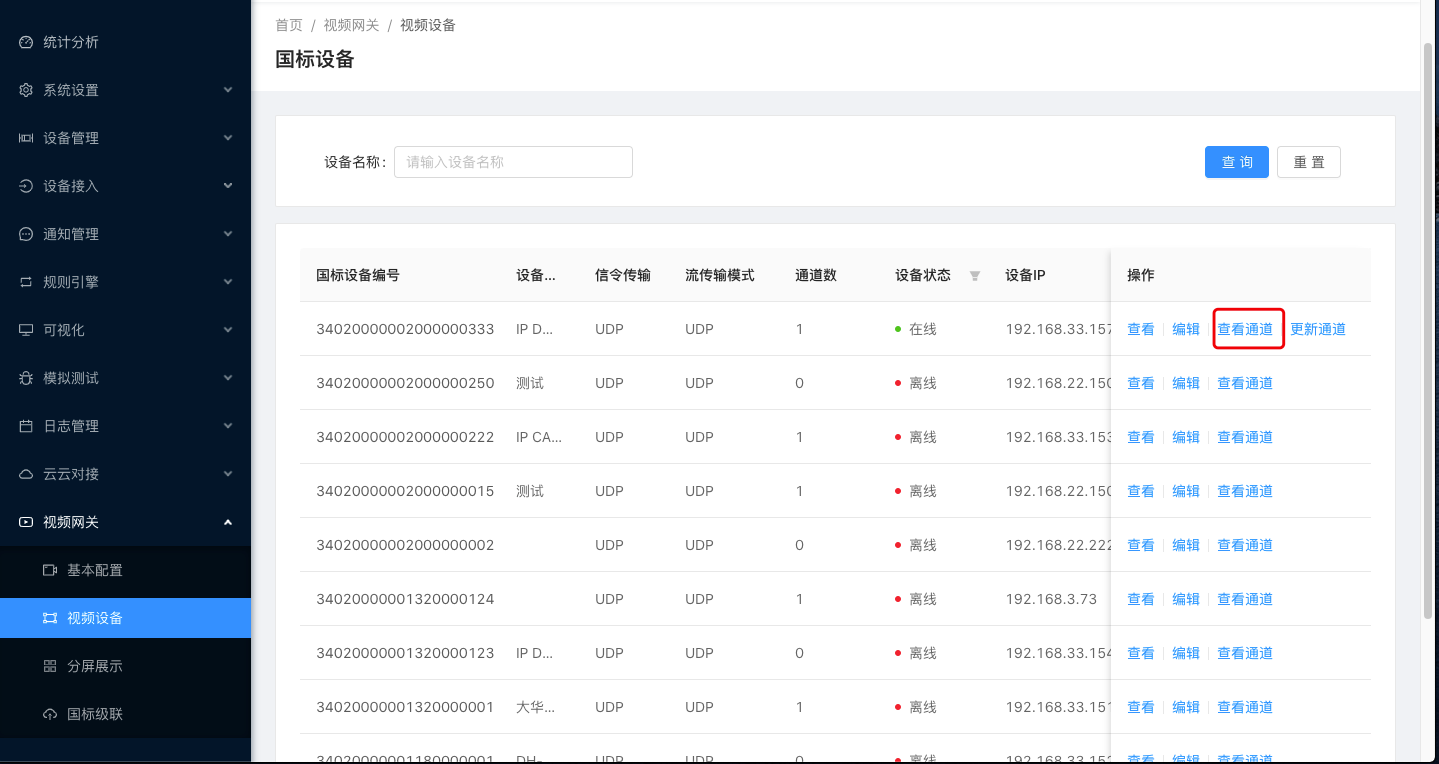 统计分析
系统设置
设备管理
设备接入
通知管理
规则引擎
可视化
模拟测试
日志管理
云云对接
视频网关
基本配置
视频设备
分屏展示
国标级联
首页 / 视频网关 / 视频设备
国标设备
设备名称: 请输入设备名称 查 询 重 置
国标设备编号 设备... 信令传输 流传输模式 通道数 设备状态 设备IP 操作
34020000002000000333 IP D... UDP UDP 1 在线 192.168.33.157 查看 编辑 查看通道 更新通道
34020000002000000250 测试 UDP UDP 0 离线 192.168.22.150 查看 编辑 查看通道
34020000002000000222 IP CA... UDP UDP 1 离线 192.168.33.153 查看 编辑 查看通道
34020000002000000015 测试 UDP UDP 1 离线 192.168.22.150 查看 编辑 查看通道
34020000002000000002 UDP UDP 0 离线 192.168.22.222 查看 编辑 查看通道
34020000001320000124 UDP UDP 1 离线 192.168.3.73 查看 编辑 查看通道
34020000001320000123 IP D... UDP UDP 0 离线 192.168.33.154 查看 编辑 查看通道
34020000001320000001 大华... UDP UDP 1 离线 192.168.33.151 查看 编辑 查看通道
34020000001180000001 DH-... UDP UDP 0 离线 查看 编辑 查看通道